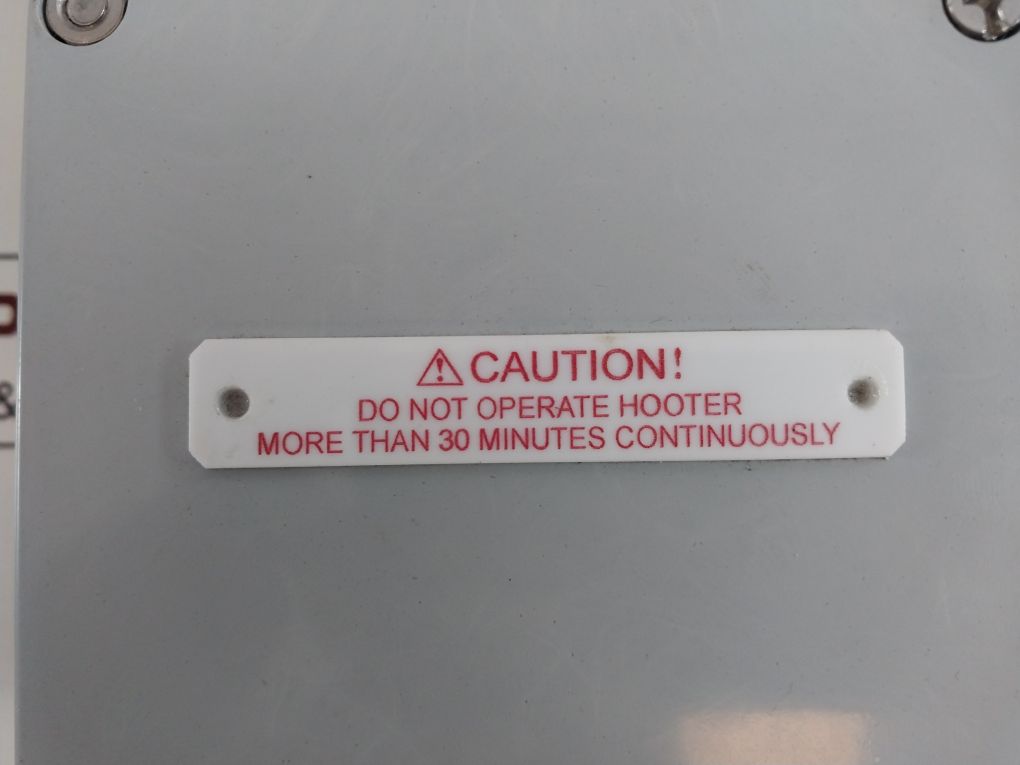 ⚠ CAUTION!
DO NOT OPERATE HOOTER
MORE THAN 30 MINUTES CONTINUOUSLY
&